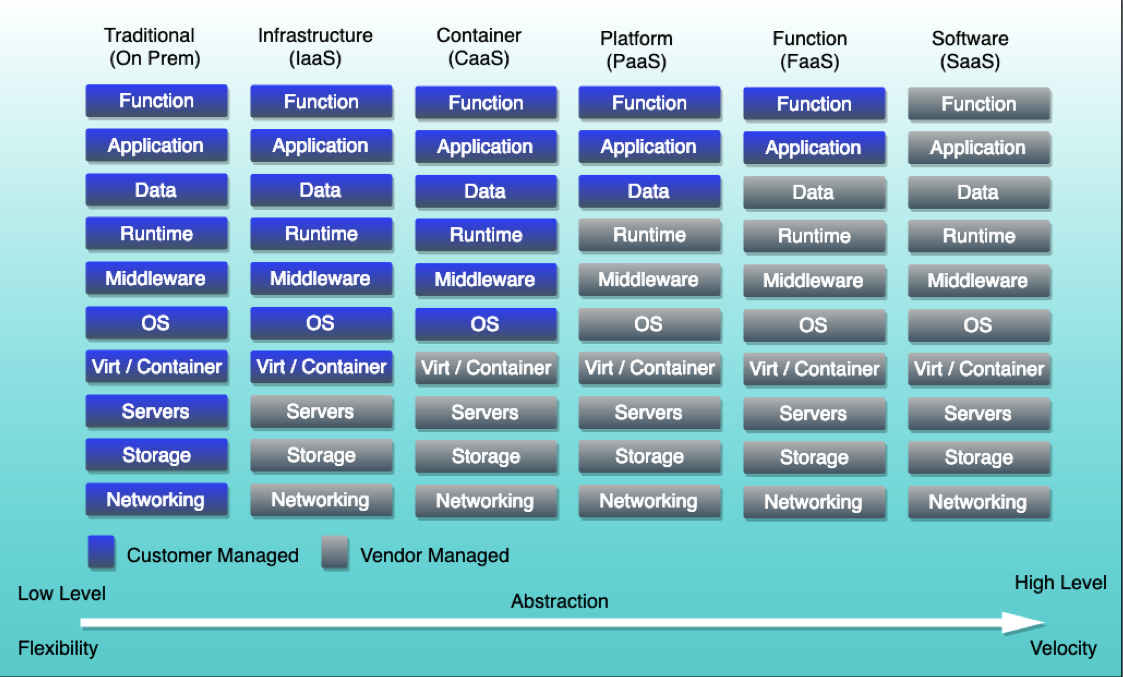 Traditional
(On Prem)
Infrastructure
(IaaS)
Container
(CaaS)
Platform
(PaaS)
Function
(FaaS)
Software
(SaaS)
Function Function Function Function Function Function
Application Application Application Application Application Application
Data Data Data Data Data Data
Runtime Runtime Runtime Runtime Runtime Runtime
Middleware Middleware Middleware Middleware Middleware Middleware
OS OS OS OS OS OS
Virt / Container Virt / Container Virt / Container Virt / Container Virt / Container Virt / Container
Servers Servers Servers Servers Servers Servers
Storage Storage Storage Storage Storage Storage
Networking Networking Networking Networking Networking Networking
Customer Managed Vendor Managed
Low Level
Abstraction
High Level
Flexibility
Velocity